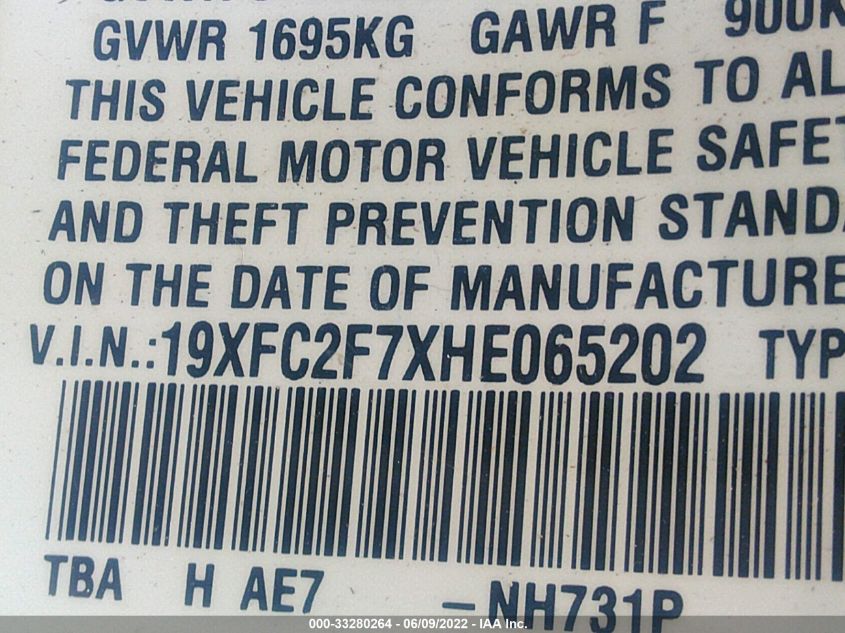 GVWR 1695KG GAWR F 900K
THIS VEHICLE CONFORMS TO AL
FEDERAL MOTOR VEHICLE SAFET
AND THEFT PREVENTION STANDA
ON THE DATE OF MANUFACTURE
V.I.N.:19XFC2F7XHE065202 TYP
TBA H AE7 -NH731P
000-33280264 - 06/09/2022 - IAA Inc.